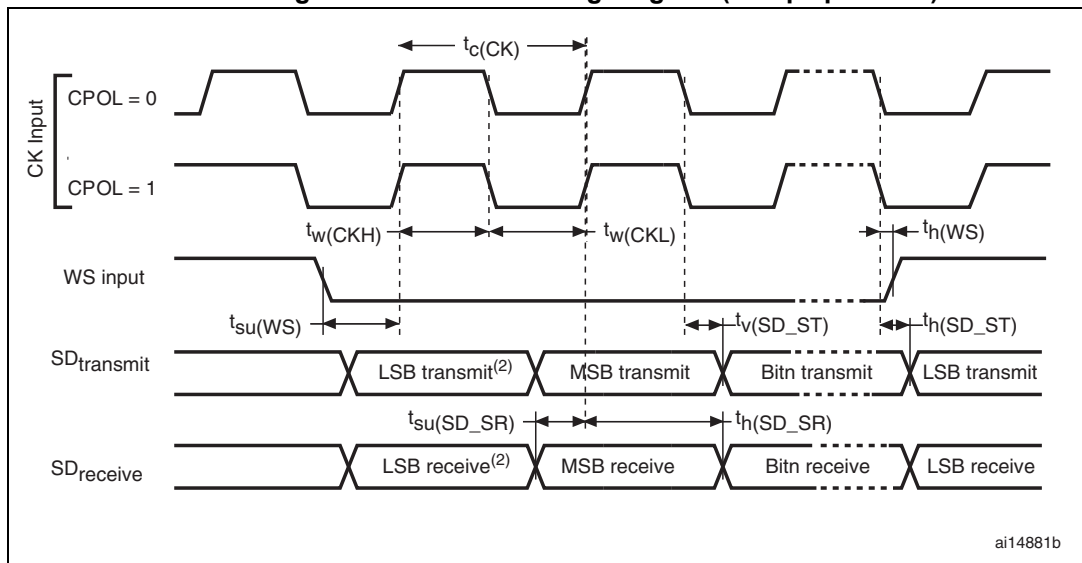 tc(CK)
CK Input
CPOL = 0
CPOL = 1
tw(CKH)
tw(CKL)
th(WS)
WS input
tsu(WS)
tv(SD_ST)
th(SD_ST)
SDtransmit
LSB transmit(2)
MSB transmit
Bitn transmit
LSB transmit
tsu(SD_SR)
th(SD_SR)
SDreceive
LSB receive(2)
MSB receive
Bitn receive
LSB receive
ai14881b